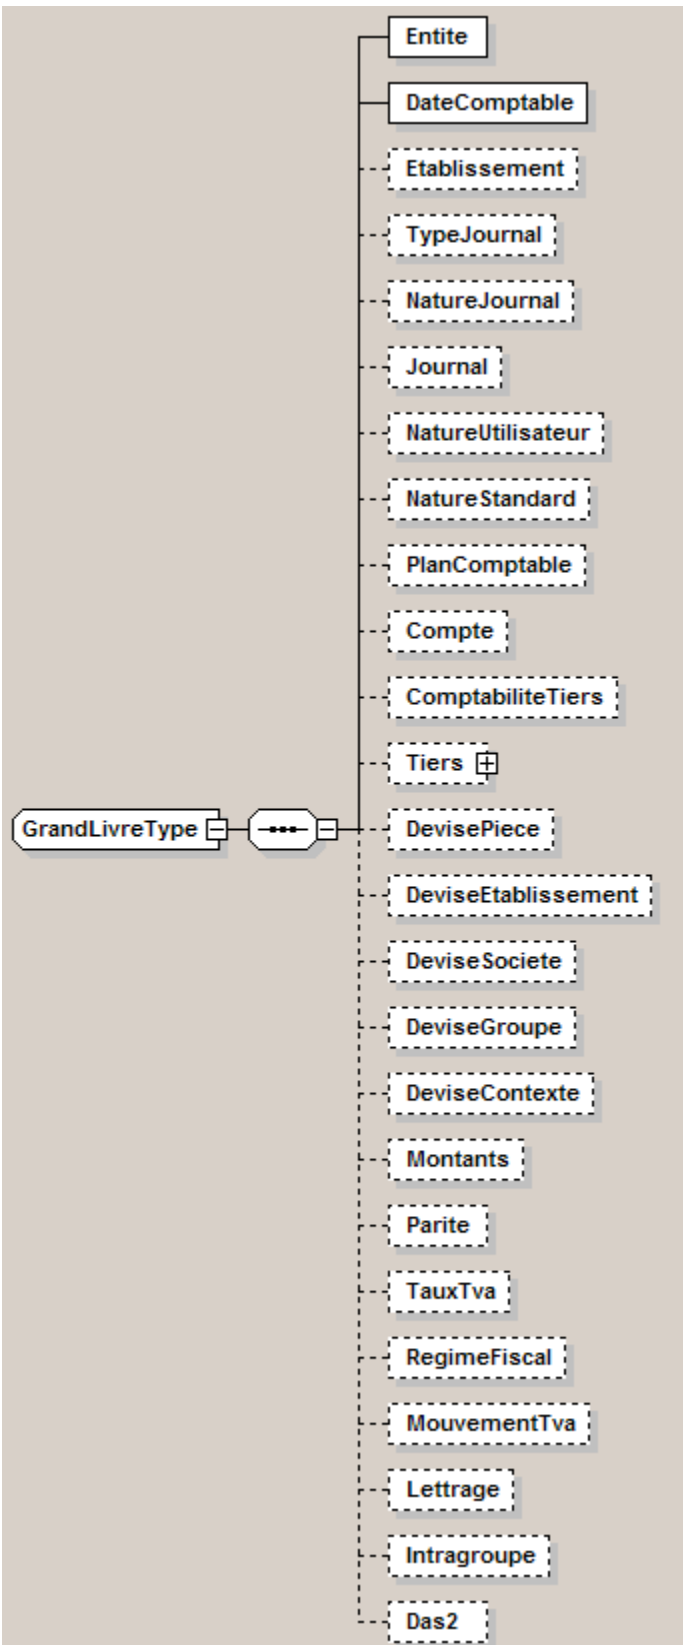 Entite
DateComptable
Etablissement
TypeJournal
NatureJournal
Journal
NatureUtilisateur
NatureStandard
PlanComptable
Compte
ComptabiliteTiers
Tiers
GrandLivreType
DevisePiece
DeviseEtablissement
DeviseSociete
DeviseGroupe
DeviseContexte
Montants
Parite
TauxTva
RegimeFiscal
MouvementTva
Lettrage
Intragroupe
Das2